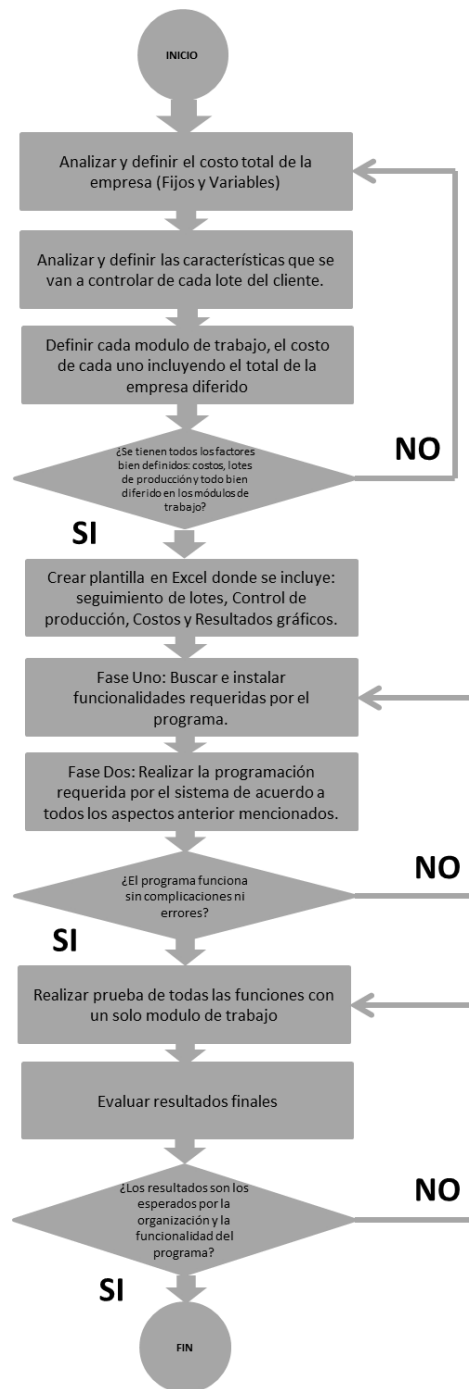 INICIO
Analizar y definir el costo total de la
empresa (Fijos y Variables)
Analizar y definir las características que se
van a controlar de cada lote del cliente.
Definir cada modulo de trabajo, el costo
de cada uno incluyendo el total de la
empresa diferido
¿Se tienen todos los factores
bien definidos: costos, lotes
de producción y todo bien
diferido en los módulos de
trabajo?
NO
SI
Crear plantilla en Excel donde se incluye:
seguimiento de lotes, Control de
producción, Costos y Resultados gráficos.
Fase Uno: Buscar e instalar
funcionalidades requeridas por el
programa.
Fase Dos: Realizar la programación
requerida por el sistema de acuerdo a
todos los aspectos anterior mencionados.
¿El programa funciona
sin complicaciones ni
errores?
NO
SI
Realizar prueba de todas las funciones con
un solo modulo de trabajo
Evaluar resultados finales
¿Los resultados son los
esperados por la
organización y la
funcionalidad del
programa?
NO
SI
FIN